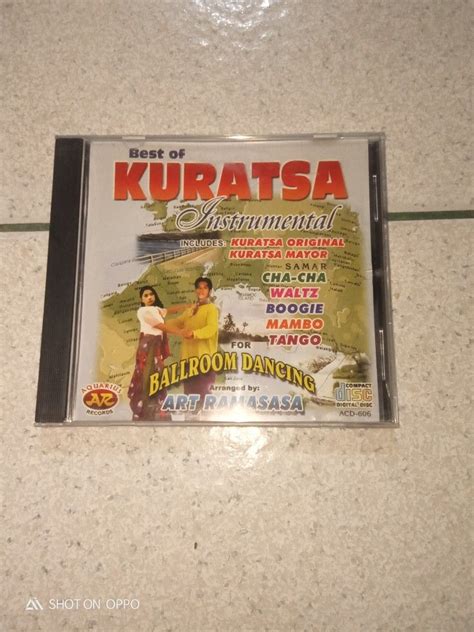 Best of
KURATSA
Instrumental
INCLUDES: KURATSA ORIGINAL
KURATSA MAYOR
SAMAR
CHA-CHA
WALTZ
BOOGIE
MAMBO
TANGO
FOR
BALLROOM DANCING
Arranged by:
ART RAMASASA
AQUARIUS
AR
RECORDS
COMPACT
disc
DIGITAL DISC
ACD-606
SHOT ON OPPO